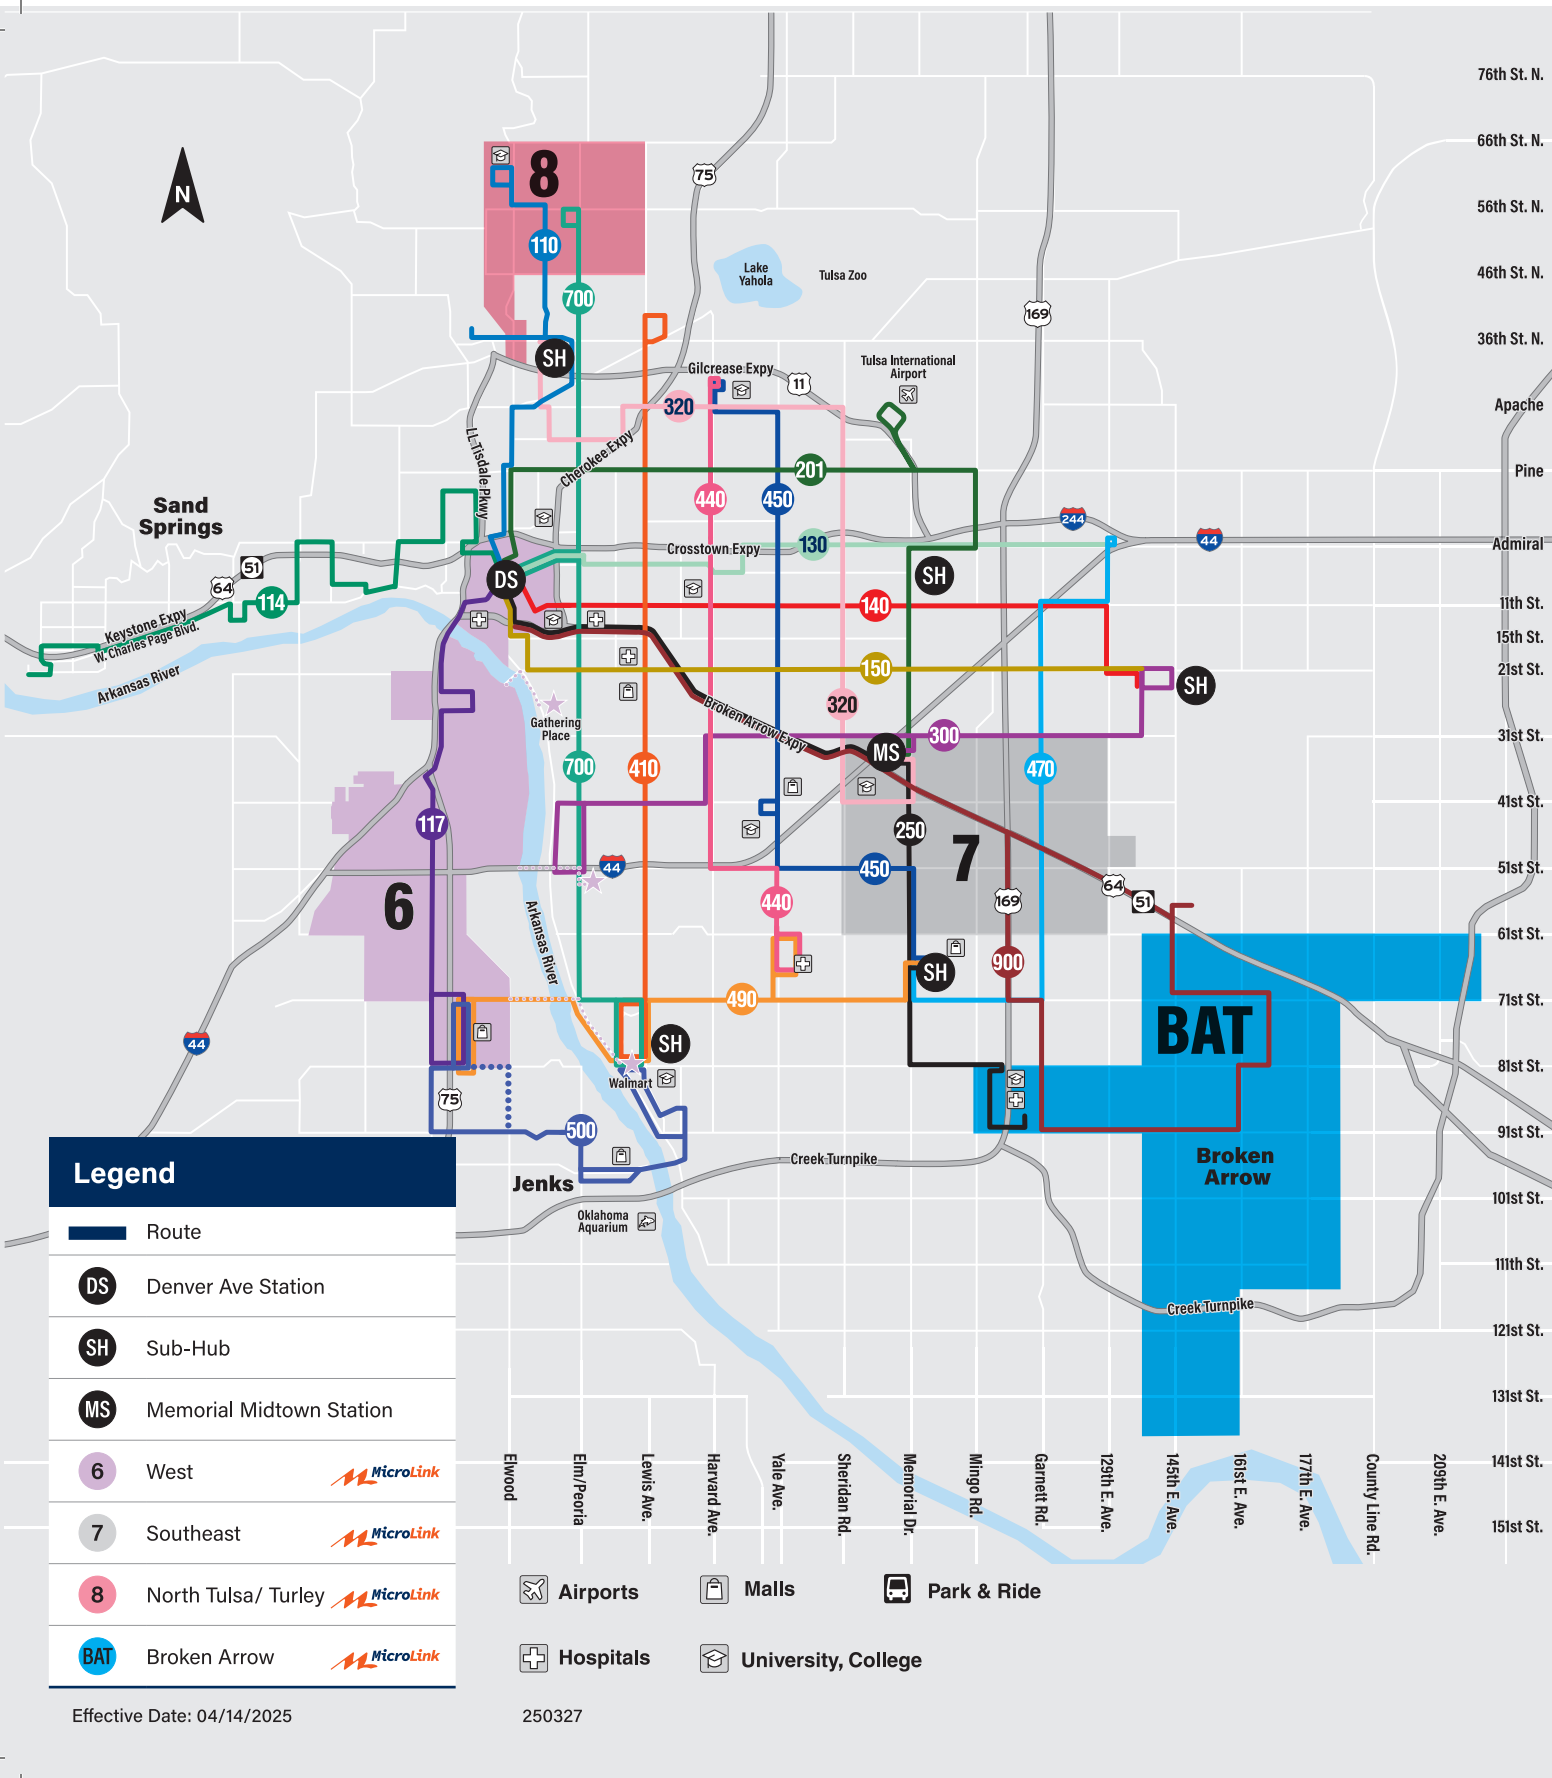 76th St. N.
66th St. N.
8
75
N
56th St. N.
110
Lake
Yahola
Tulsa Zoo
46th St. N.
700
169
36th St. N.
SH
Tulsa International
Airport
Gilcrease Expy
11
320
Apache
LL Tisdale Pkwy
Cherokee Expy
201
Pine
440
450
Sand
Springs
244
44
130
Crosstown Expy
Admiral
51
64
DS
SH
114
140
11th St.
Keystone Expy
W. Charles Page Blvd.
15th St.
150
21st St.
Arkansas River
SH
320
Broken Arrow Expy
Gathering
Place
300
31st St.
MS
700
410
470
41st St.
117
250
7
44
450
51st St.
64
51
169
6
440
Arkansas River
61st St.
SH
900
490
71st St.
BAT
44
SH
81st St.
Walmart
75
500
91st St.
Creek Turnpike
Broken
Arrow
Jenks
101st St.
Oklahoma
Aquarium
111th St.
Creek Turnpike
121st St.
131st St.
141st St.
151st St.
Elwood
Elm/Peoria
Lewis Ave.
Harvard Ave.
Yale Ave.
Sheridan Rd.
Memorial Dr.
Mingo Rd.
Garnett Rd.
129th E. Ave.
145th E. Ave.
161st E. Ave.
177th E. Ave.
County Line Rd.
209th E. Ave.
Legend
Route
DS Denver Ave Station
SH Sub-Hub
MS Memorial Midtown Station
6 West MicroLink
7 Southeast MicroLink
8 North Tulsa/ Turley MicroLink
BAT Broken Arrow MicroLink
Airports
Malls
Park & Ride
Hospitals
University, College
Effective Date: 04/14/2025
250327